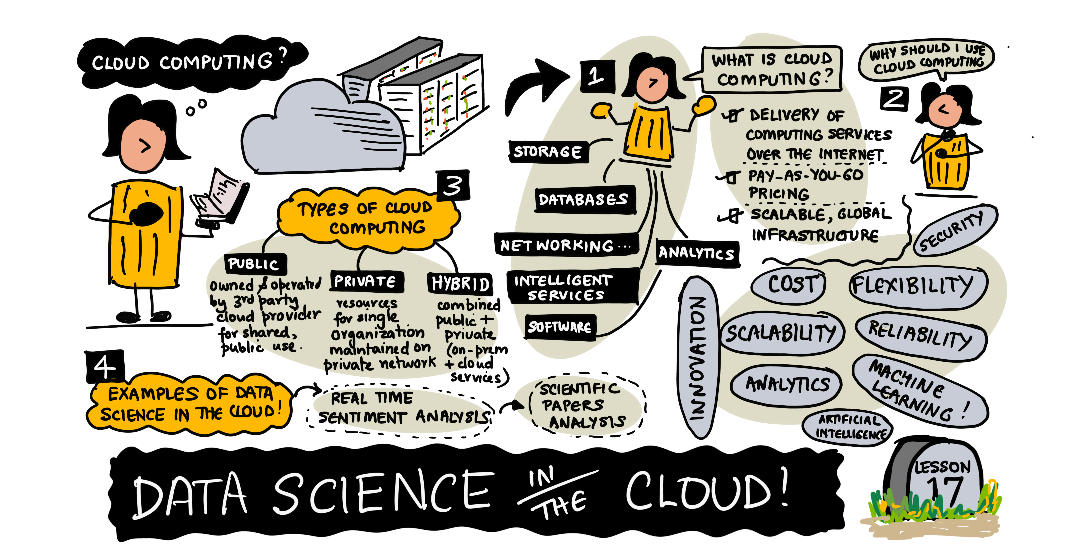 CLOUD COMPUTING?
1
WHAT IS CLOUD
COMPUTING?
DELIVERY OF
COMPUTING SERVICES
OVER THE INTERNET
PAY-AS-YOU-GO
PRICING
SCALABLE, GLOBAL
INFRASTRUCTURE
STORAGE
DATABASES
NETWORKING...
INTELLIGENT
SERVICES
SOFTWARE
ANALYTICS
WHY SHOULD I USE
CLOUD COMPUTING
2
SECURITY
COST
FLEXIBILITY
INNOVATION
SCALABILITY
RELIABILITY
ANALYTICS
MACHINE
LEARNING!
ARTIFICIAL
INTELLIGENCE
3
TYPES OF CLOUD
COMPUTING
PUBLIC
owned & operated
by 3rd party
cloud provider
for shared,
public use.
PRIVATE
resources
for single
organization
maintained on
private network
HYBRID
combined
public +
private
(on-prem
+ cloud
services)
4
EXAMPLES OF DATA
SCIENCE IN THE CLOUD!
REAL TIME
SENTIMENT ANALYSIS
SCIENTIFIC
PAPERS
ANALYSIS
DATA SCIENCE IN THE CLOUD!
LESSON
17